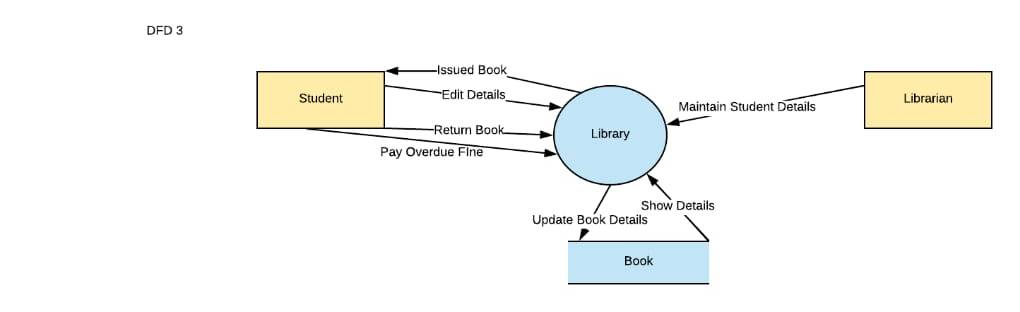 DFD 3
Issued Book
Student
Edit Details
Librarian
Maintain Student Details
Return Book
Library
Pay Overdue FIne
Show Details
Update Book Details
Book